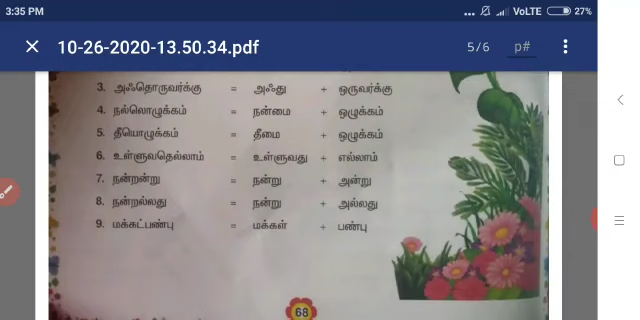 3:35 PM ... VoLTE 27%
10-26-2020-13.50.34.pdf 5/6 p#
3. அஃதொருவர்க்கு = அஃது + ஒருவர்க்கு
4. நல்லொழுக்கம் = நன்மை + ஒழுக்கம்
5. தீயொழுக்கம் = தீமை + ஒழுக்கம்
6. உள்ளுவதெல்லாம் = உள்ளுவது + எல்லாம்
7. நன்றன்று = நன்று + அன்று
8. நன்றல்லது = நன்று + அல்லது
9. மக்கட்பண்பு = மக்கள் + பண்பு
68